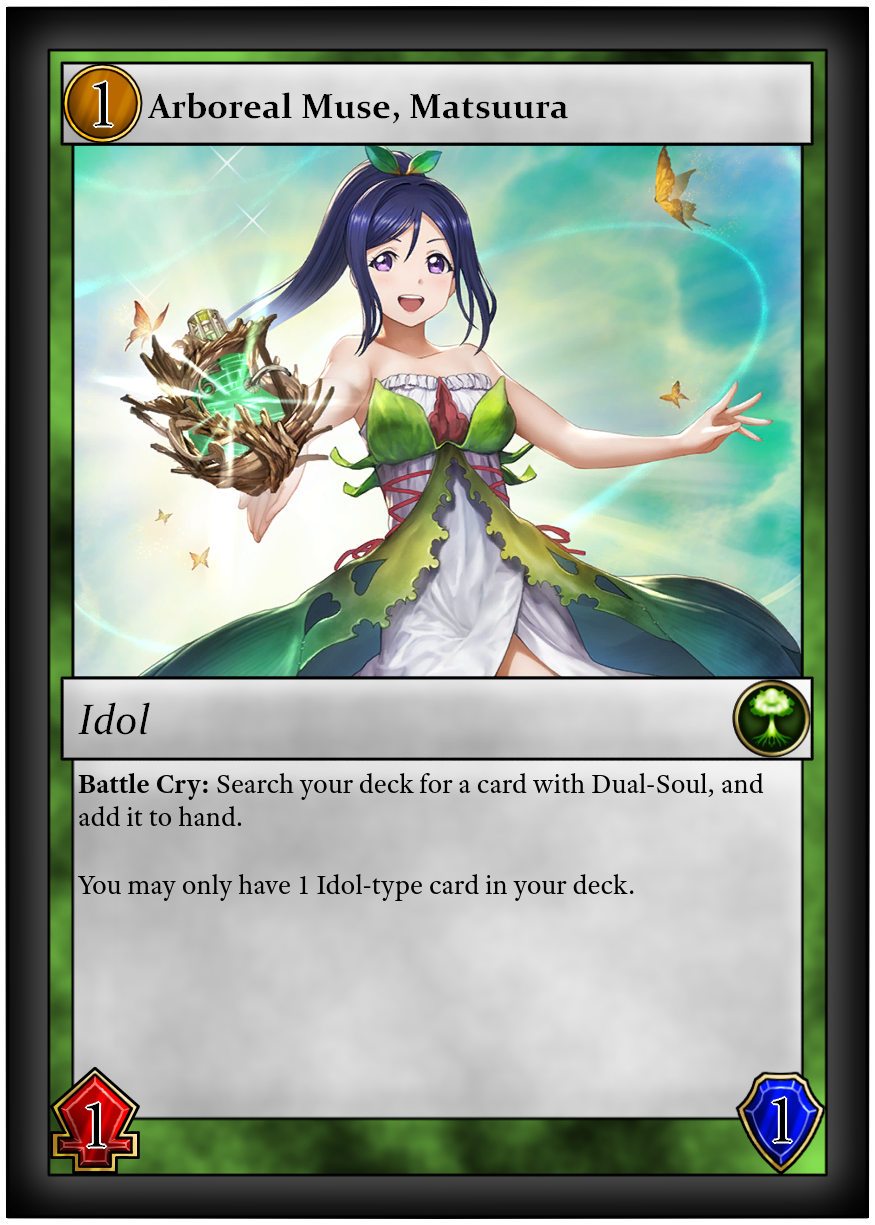 1 Arboreal Muse, Matsuura
Idol
Battle Cry: Search your deck for a card with Dual-Soul, and
add it to hand.
You may only have 1 Idol-type card in your deck.
1 1